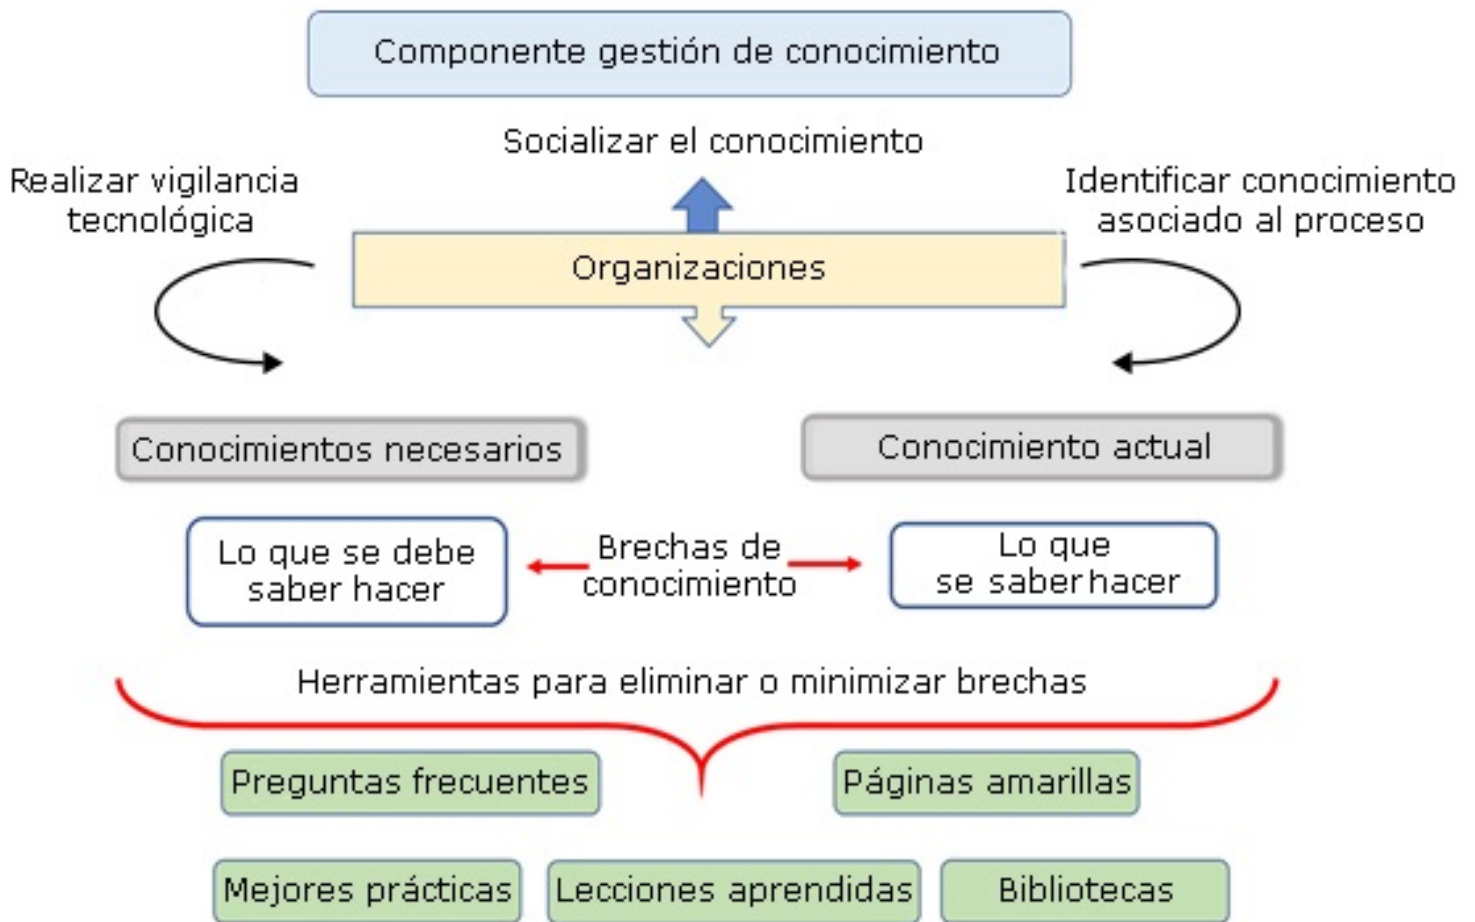 Componente gestión de conocimiento
Socializar el conocimiento
Realizar vigilancia
tecnológica
Identificar conocimiento
asociado al proceso
Organizaciones
Conocimientos necesarios
Conocimiento actual
Lo que se debe
saber hacer
Brechas de
conocimiento
Lo que
se saber hacer
Herramientas para eliminar o minimizar brechas
Preguntas frecuentes
Páginas amarillas
Mejores prácticas
Lecciones aprendidas
Bibliotecas